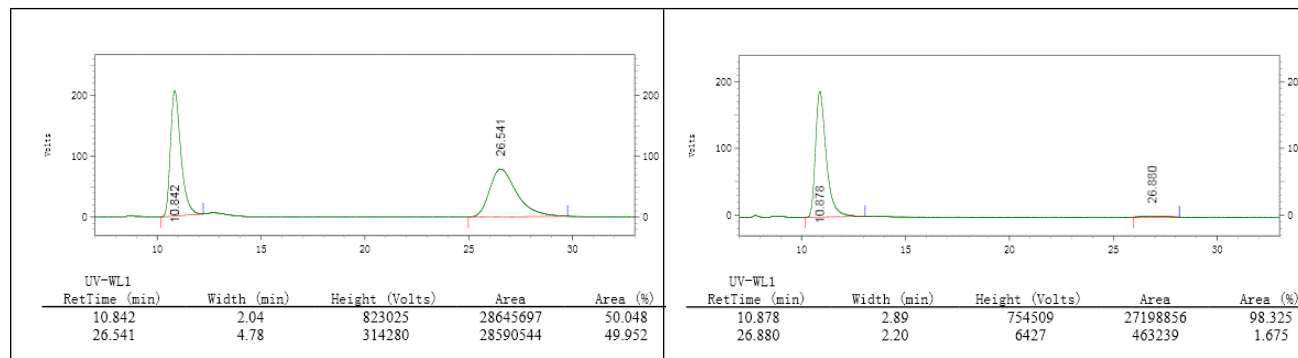 200
100
0
Volts
10.842
26.541
200
100
0
10
15
20
25
30
UV-WL1
RetTime (min) Width (min) Height (Volts) Area Area (%)
10.842 2.04 823025 28645697 50.048
26.541 4.78 314280 28590544 49.952
200
100
0
Volts
10.878
26.880
20
10
0
10
15
20
25
30
UV-WL1
RetTime (min) Width (min) Height (Volts) Area Area (%)
10.878 2.89 754509 27198856 98.325
26.880 2.20 6427 463239 1.675